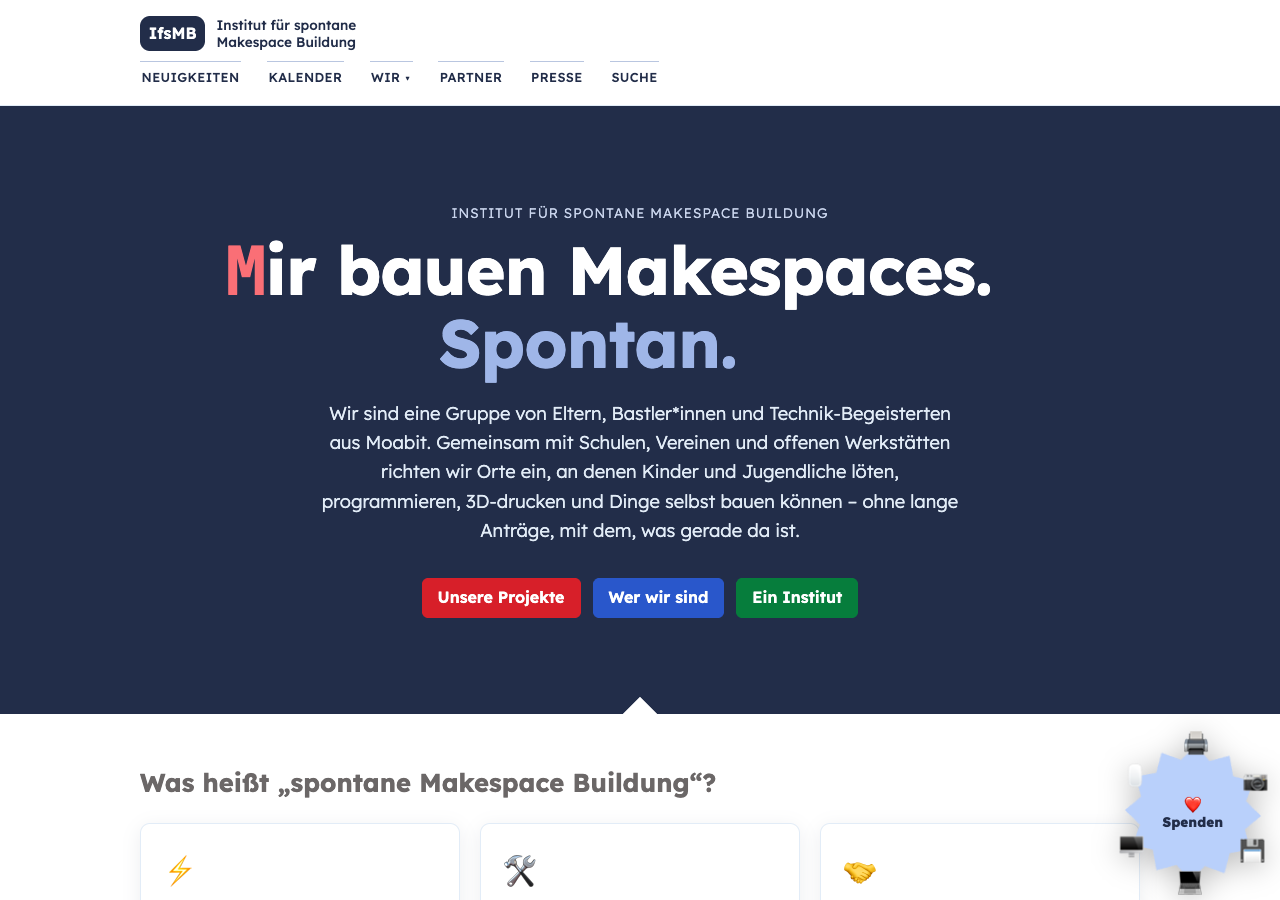 IfsMB
Institut für spontane
Makespace Buildung
NEUIGKEITEN KALENDER WIR ▾ PARTNER PRESSE SUCHE
INSTITUT FÜR SPONTANE MAKESPACE BUILDUNG
Mir bauen Makespaces.
Spontan.
Wir sind eine Gruppe von Eltern, Bastler*innen und Technik-Begeisterten
aus Moabit. Gemeinsam mit Schulen, Vereinen und offenen Werkstätten
richten wir Orte ein, an denen Kinder und Jugendliche löten,
programmieren, 3D-drucken und Dinge selbst bauen können – ohne lange
Anträge, mit dem, was gerade da ist.
Unsere Projekte Wer wir sind Ein Institut
Was heißt „spontane Makespace Buildung“?
Spenden